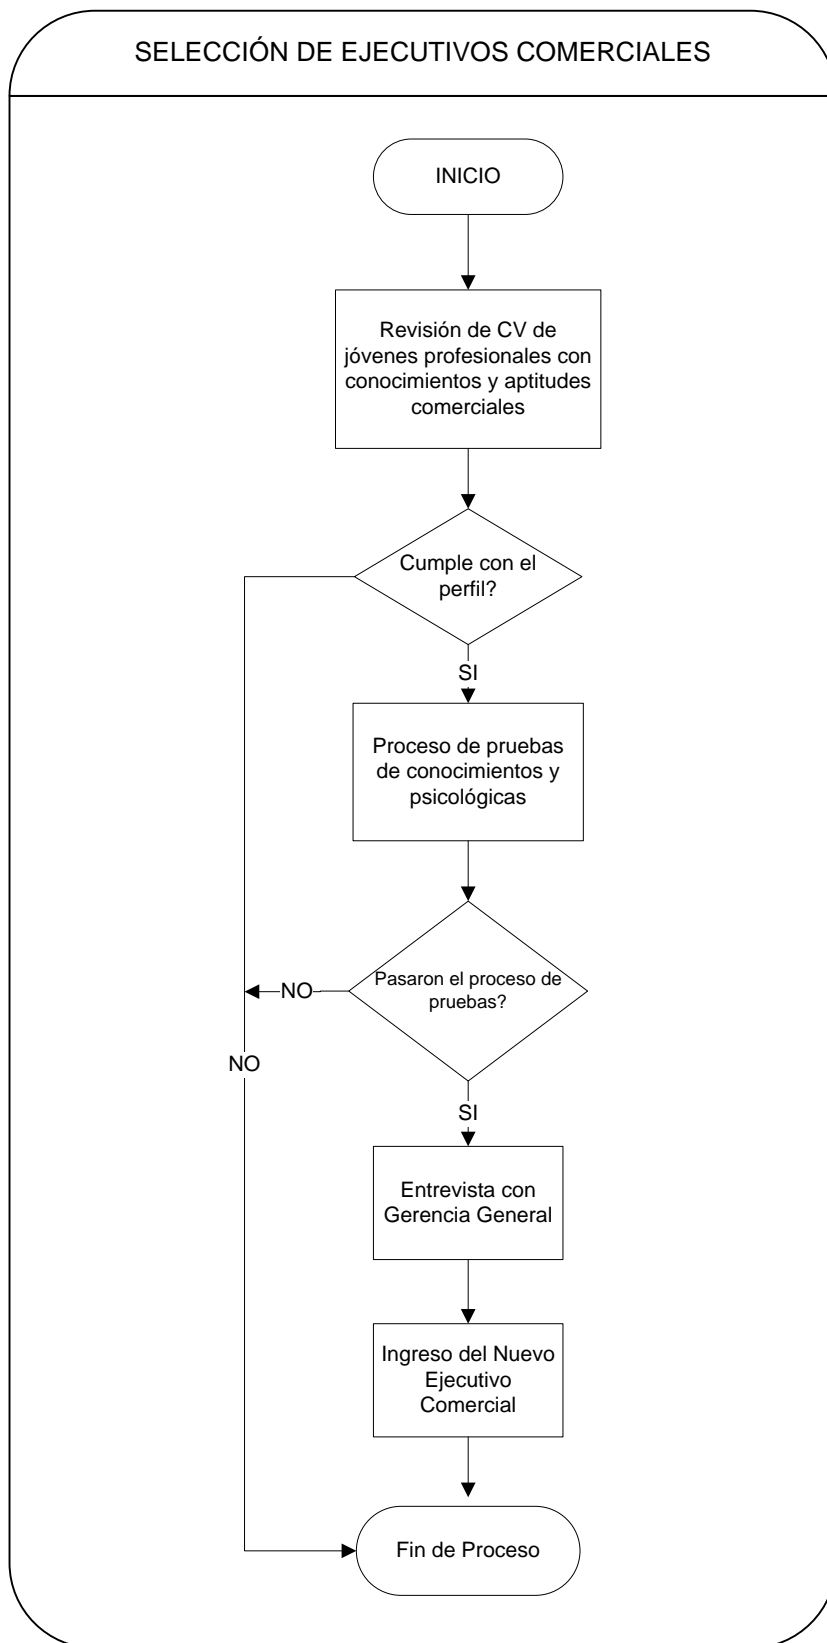 SELECCIÓN DE EJECUTIVOS COMERCIALES
INICIO
Revisión de CV de
jóvenes profesionales con
conocimientos y aptitudes
comerciales
Cumple con el
perfil?
SI
Proceso de pruebas
de conocimientos y
psicológicas
Pasaron el proceso de
pruebas?
NO
NO
SI
Entrevista con
Gerencia General
Ingreso del Nuevo
Ejecutivo
Comercial
Fin de Proceso